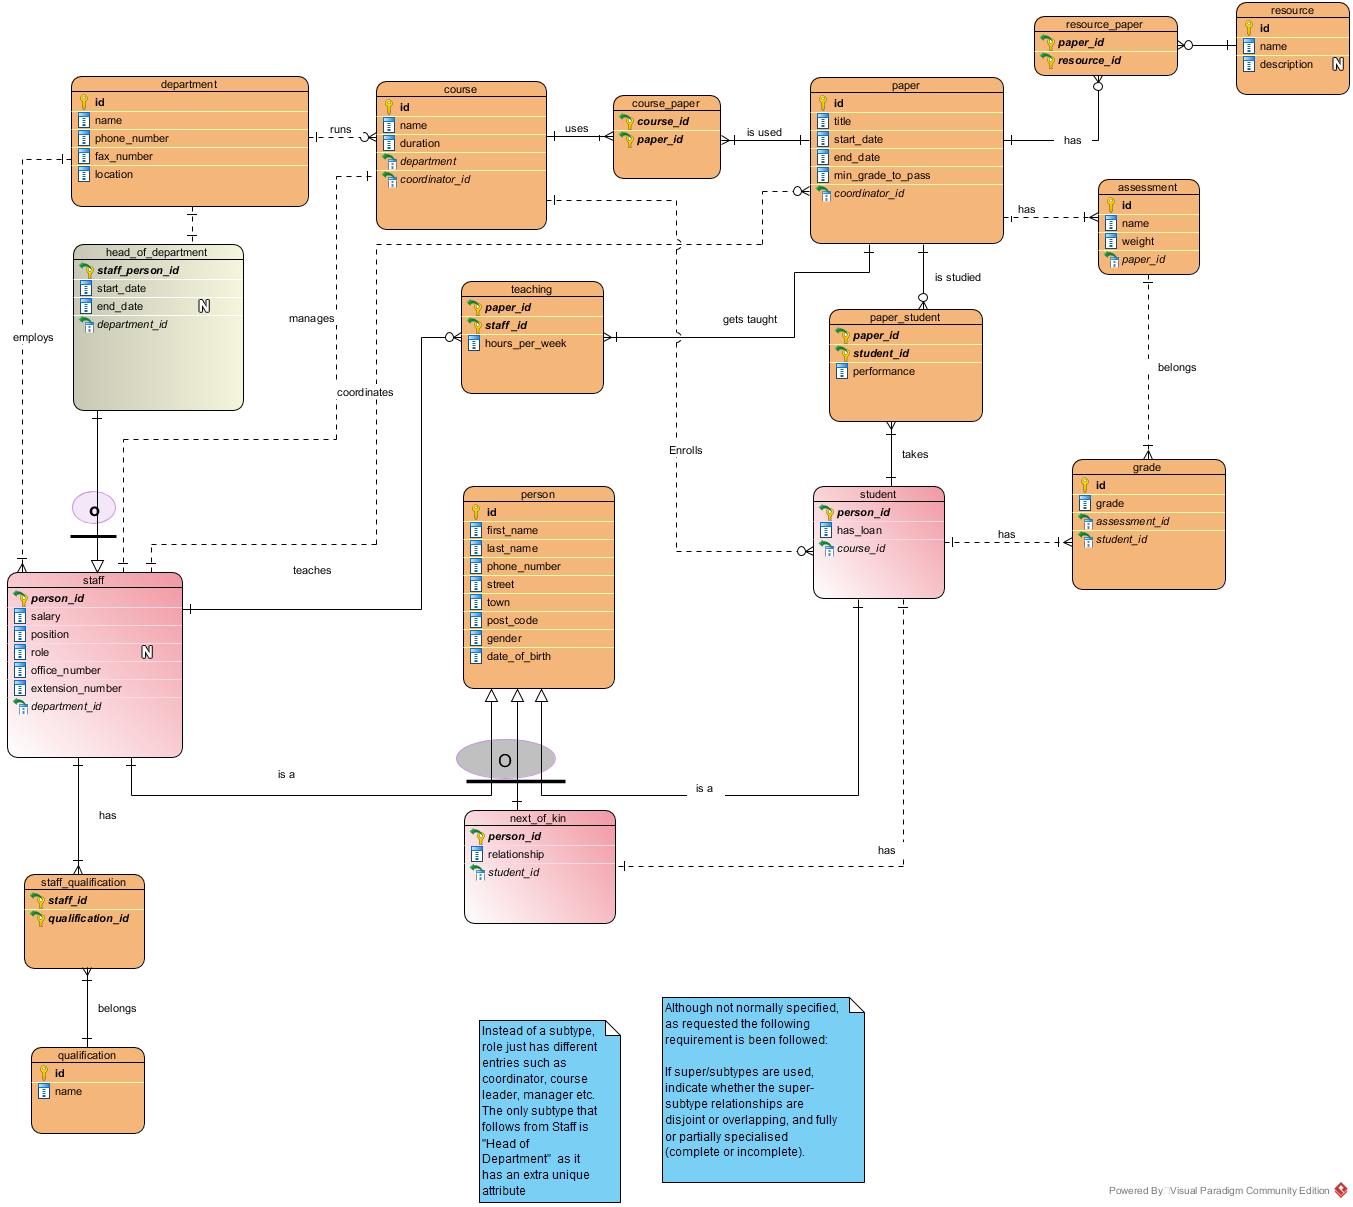 resource
id
name
description
N
resource_paper
paper_id
resource_id
department
id
name
phone_number
fax_number
location
runs
course
id
name
duration
department
coordinator_id
uses
course_paper
course_id
paper_id
is used
paper
id
title
start_date
end_date
min_grade_to_pass
coordinator_id
has
assessment
id
name
weight
paper_id
has
head_of_department
staff_person_id
start_date
end_date
N
department_id
employs
manages
coordinates
teaching
paper_id
staff_id
hours_per_week
gets taught
is studied
paper_student
paper_id
student_id
performance
belongs
Enrolls
takes
o
person
id
first_name
last_name
phone_number
street
town
post_code
gender
date_of_birth
student
person_id
has_loan
course_id
has
grade
id
grade
assessment_id
student_id
staff
person_id
salary
position
role
N
office_number
extension_number
department_id
teaches
is a
O
is a
has
next_of_kin
person_id
relationship
student_id
has
staff_qualification
staff_id
qualification_id
belongs
qualification
id
name
Instead of a subtype,
role just has different
entries such as
coordinator, course
leader, manager etc.
The only subtype that
follows from Staff is
"Head of
Department" as it
has an extra unique
attribute
Although not normally specified,
as requested the following
requirement is been followed:
If super/subtypes are used,
indicate whether the super-
subtype relationships are
disjoint or overlapping, and fully
or partially specialised
(complete or incomplete).
Powered By Visual Paradigm Community Edition